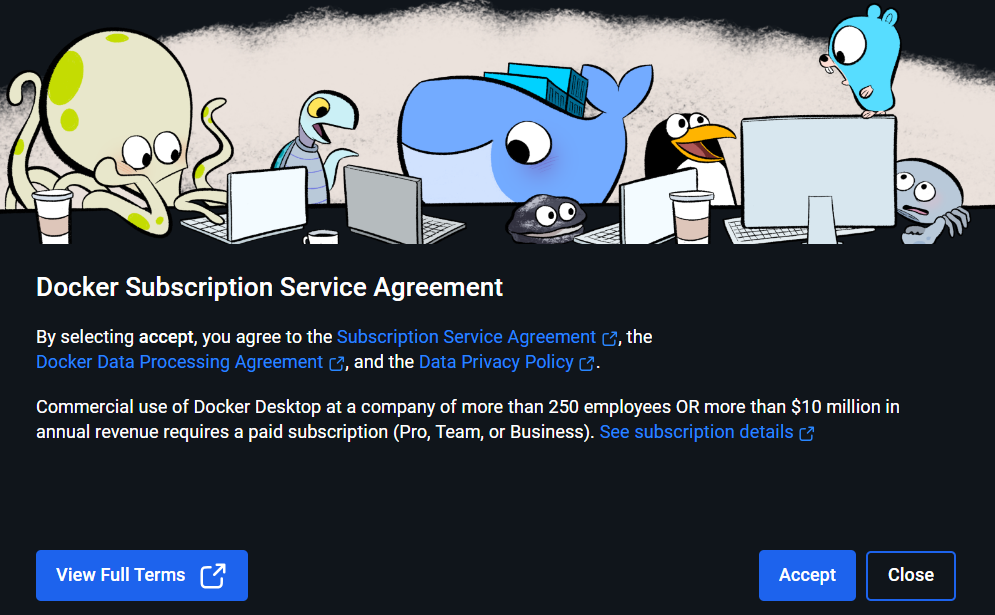 Docker Subscription Service Agreement
By selecting accept, you agree to the Subscription Service Agreement, the
Docker Data Processing Agreement, and the Data Privacy Policy.
Commercial use of Docker Desktop at a company of more than 250 employees OR more than $10 million in
annual revenue requires a paid subscription (Pro, Team, or Business). See subscription details
View Full Terms
Accept
Close